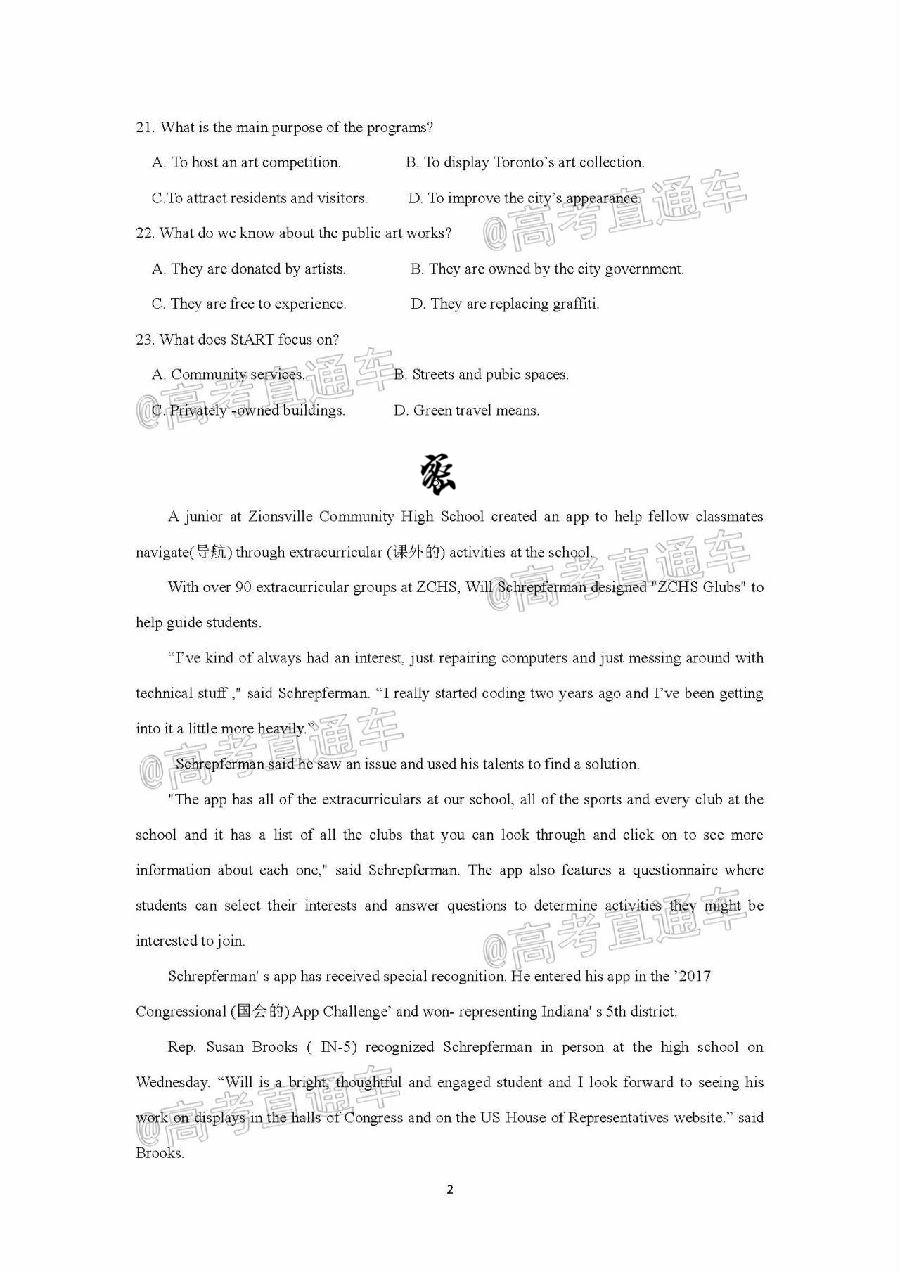 21. What is the main purpose of the programs?
A. To host an art competition. B. To display Toronto's art collection.
C.To attract residents and visitors. D. To improve the city's appearance.
@高考直通车
22. What do we know about the public art works?
A. They are donated by artists. B. They are owned by the city government.
C. They are free to experience. D. They are replacing graffiti.
23. What does StART focus on?
A. Community services. B. Streets and pubic spaces.
@高考直通车
C. Privately -owned buildings. D. Green travel means.
A junior at Zionsville Community High School created an app to help fellow classmates
navigate(导航) through extracurricular (课外的) activities at the school.
@高考直通车
With over 90 extracurricular groups at ZCHS, Will Schrepferman designed "ZCHS Glubs" to
help guide students.
“I’ve kind of always had an interest, just repairing computers and just messing around with
technical stuff ," said Schrepferman. “I really started coding two years ago and I’ve been getting
into it a little more heavily.”
@高考直通车
Schrepferman said he saw an issue and used his talents to find a solution.
"The app has all of the extracurriculars at our school, all of the sports and every club at the
school and it has a list of all the clubs that you can look through and click on to see more
information about each one," said Schrepferman. The app also features a questionnaire where
students can select their interests and answer questions to determine activities they might be
interested to join.
@高考直通车
Schrepferman' s app has received special recognition. He entered his app in the ’2017
Congressional (国会的) App Challenge’ and won- representing Indiana' s 5th district.
Rep. Susan Brooks ( IN-5) recognized Schrepferman in person at the high school on
Wednesday. “Will is a bright, thoughtful and engaged student and I look forward to seeing his
work on displays in the halls of Congress and on the US House of Representatives website.” said
@高考直通车
Brooks.
2